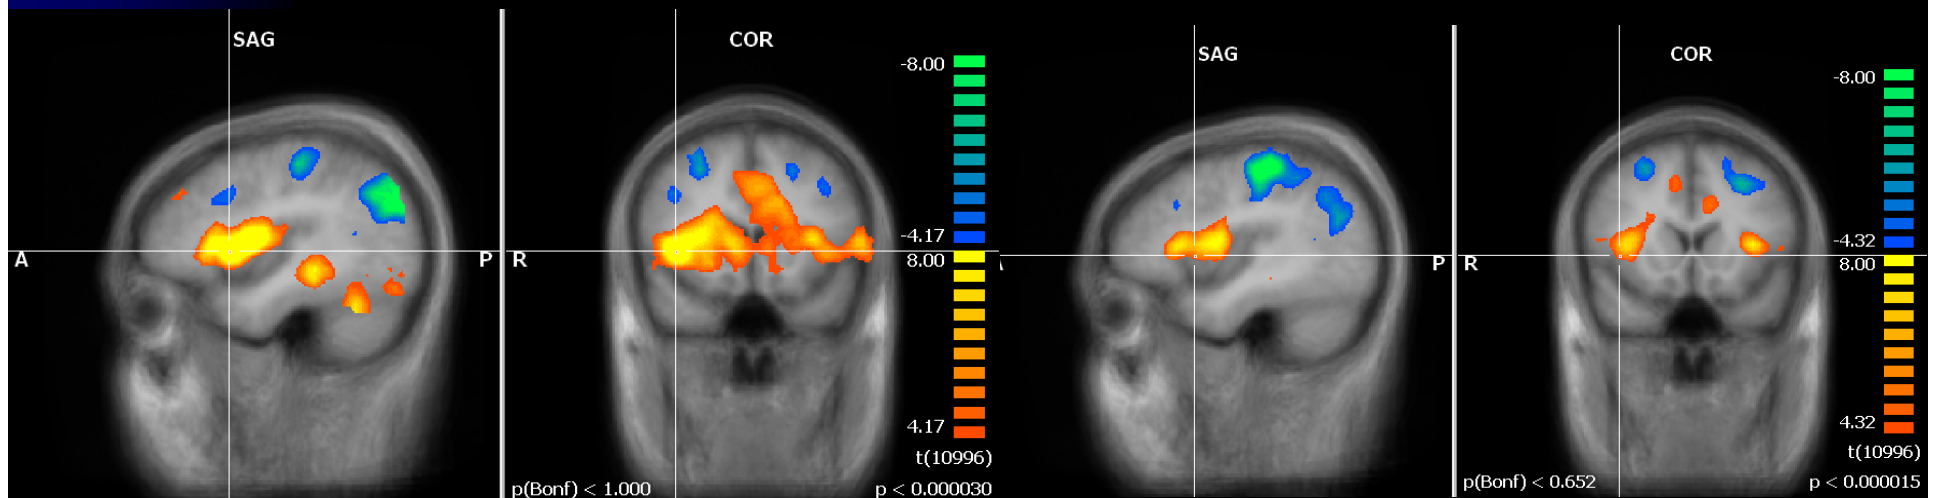 SAG
COR
-8.00
-4.17
8.00
A
P
R
4.17
t(10996)
p(Bonf) < 1.000
p < 0.000030
SAG
COR
-8.00
-4.32
8.00
P
R
4.32
t(10996)
p(Bonf) < 0.652
p < 0.000015